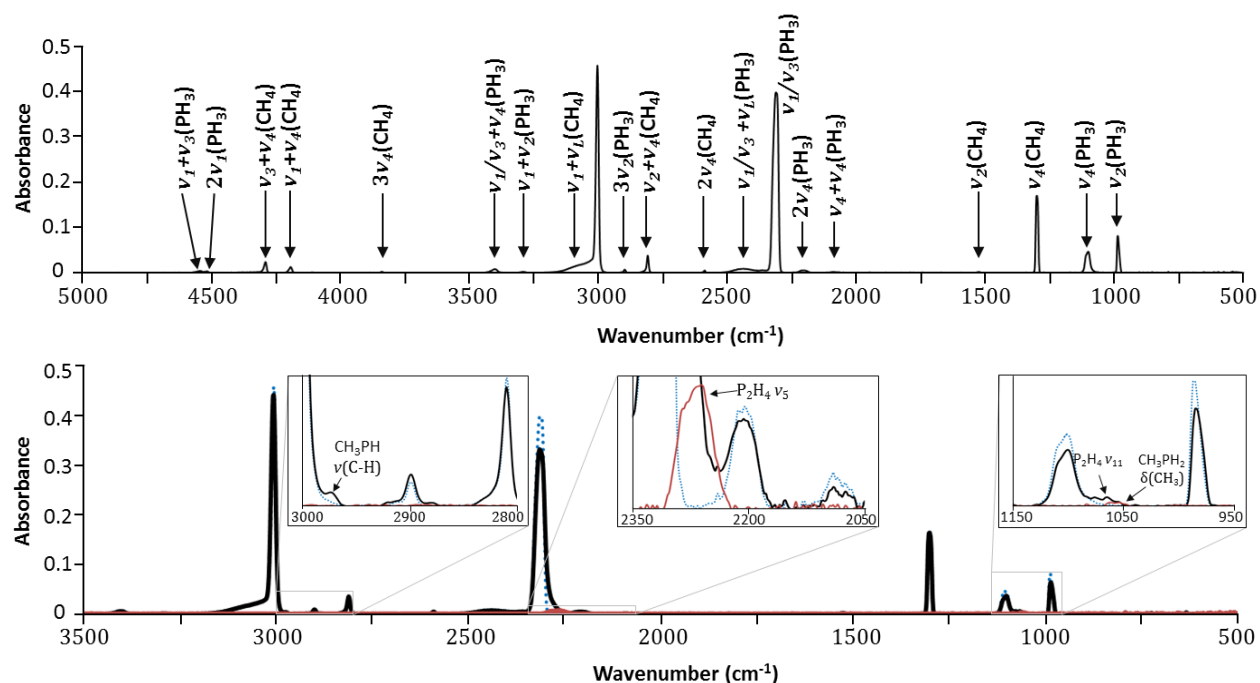 Absorbance
0.5
0.4
0.3
0.2
0.1
0
ν₁+ν₃(PH₃)
2ν₁(PH₃)
ν₃+ν₄(CH₄)
ν₁+ν₄(CH₄)
3ν₄(CH₄)
ν₁/ν₃+ν₄(PH₃)
ν₁+ν₂(PH₃)
ν₁+ν_L(CH₄)
3ν₂(PH₃)
ν₂+ν₄(CH₄)
2ν₄(CH₄)
ν₁/ν₃ +ν_L(PH₃)
ν₁/ν₃(PH₃)
2ν₄(PH₃)
ν₄+ν₄(PH₃)
ν₂(CH₄)
ν₄(CH₄)
ν₄(PH₃)
ν₂(PH₃)
5000 4500 4000 3500 3000 2500 2000 1500 1000 500
Wavenumber (cm⁻¹)
Absorbance
0.5
0.4
0.3
0.2
0.1
0
CH₃PH
ν(C-H)
3000 2900 2800
P₂H₄ ν₅
2350 2200 2050
P₂H₄ ν₁₁
CH₃PH₂
δ(CH₃)
1150 1050 950
3500 3000 2500 2000 1500 1000 500
Wavenumber (cm⁻¹)